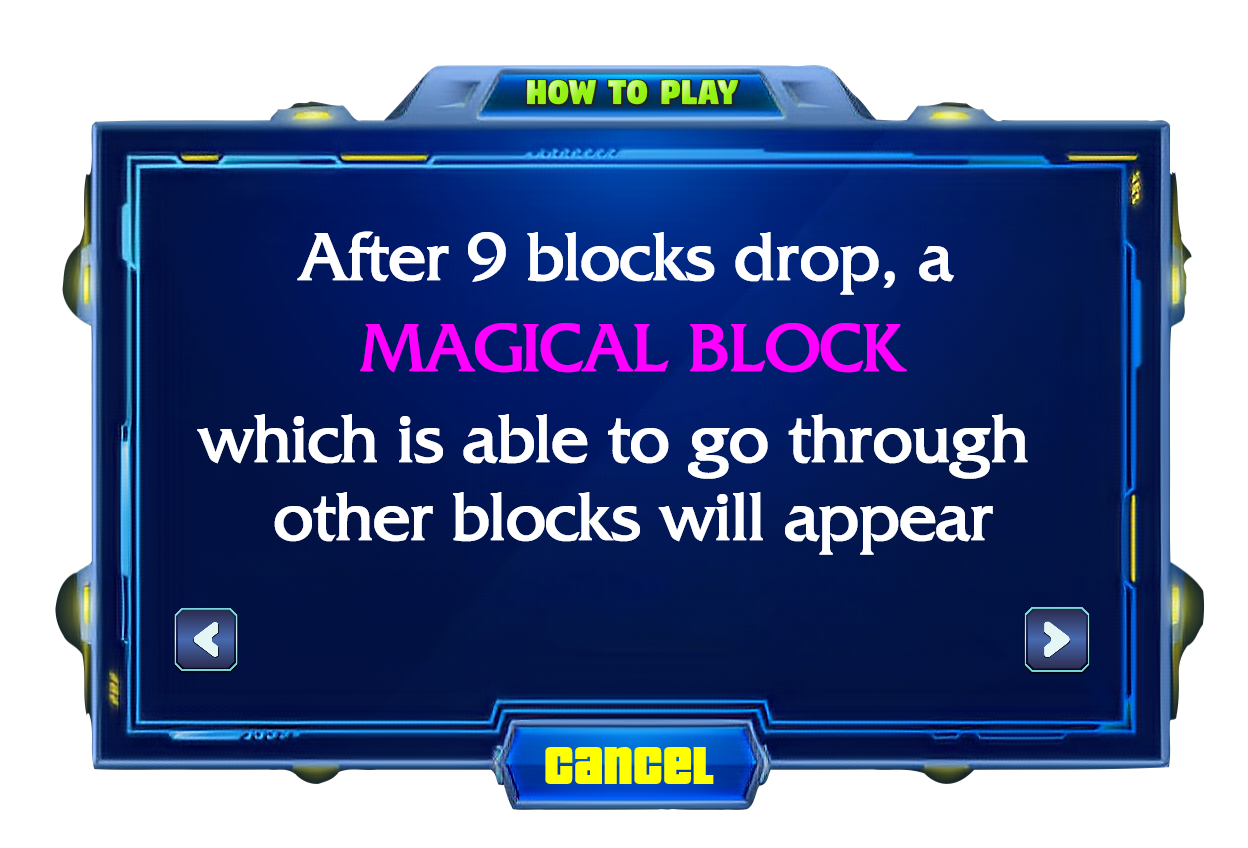 HOW TO PLAY
After 9 blocks drop, a
MAGICAL BLOCK
which is able to go through
other blocks will appear
CANCEL